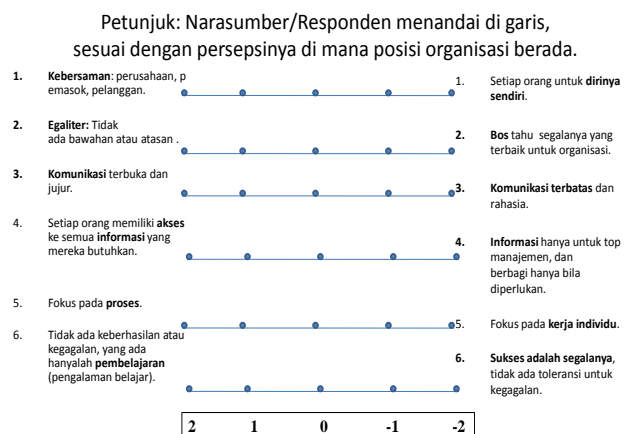 Petunjuk: Narasumber/Responden menandai di garis,
sesuai dengan persepsinya di mana posisi organisasi berada.
1. Kebersaman: perusahaan, p
emasok, pelanggan.
2. Egaliter: Tidak
ada bawahan atau atasan .
3. Komunikasi terbuka dan
jujur.
4. Setiap orang memiliki akses
ke semua informasi yang
mereka butuhkan.
5. Fokus pada proses.
6. Tidak ada keberhasilan atau
kegagalan, yang ada
hanyalah pembelajaran
(pengalaman belajar).
1. Setiap orang untuk dirinya
sendiri.
2. Bos tahu segalanya yang
terbaik untuk organisasi.
3. Komunikasi terbatas dan
rahasia.
4. Informasi hanya untuk top
manajemen, dan
berbagi hanya bila
diperlukan.
5. Fokus pada kerja individu.
6. Sukses adalah segalanya,
tidak ada toleransi untuk
kegagalan.
2 1 0 -1 -2